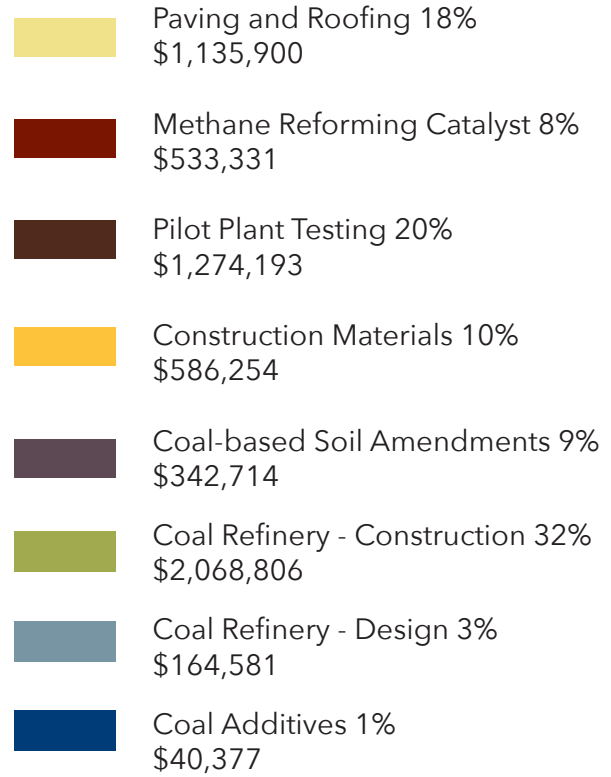 Paving and Roofing 18%
$1,135,900
Methane Reforming Catalyst 8%
$533,331
Pilot Plant Testing 20%
$1,274,193
Construction Materials 10%
$586,254
Coal-based Soil Amendments 9%
$342,714
Coal Refinery - Construction 32%
$2,068,806
Coal Refinery - Design 3%
$164,581
Coal Additives 1%
$40,377